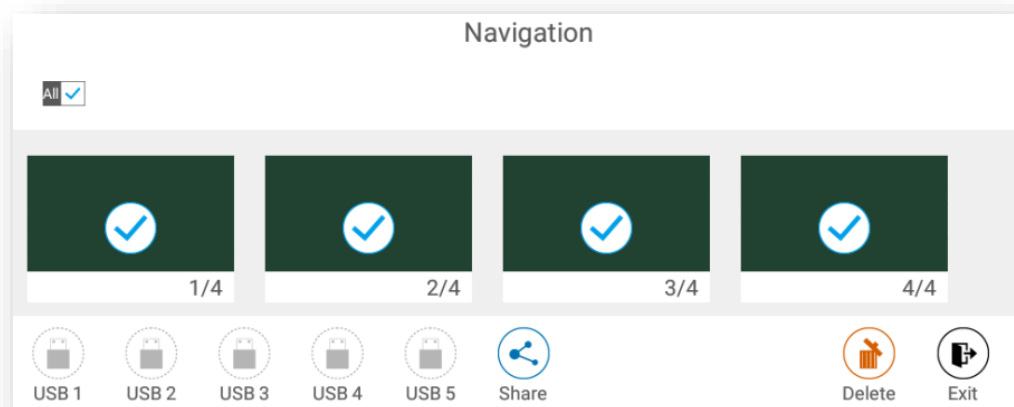 Navigation
All
1/4
2/4
3/4
4/4
USB 1
USB 2
USB 3
USB 4
USB 5
Share
Delete
Exit